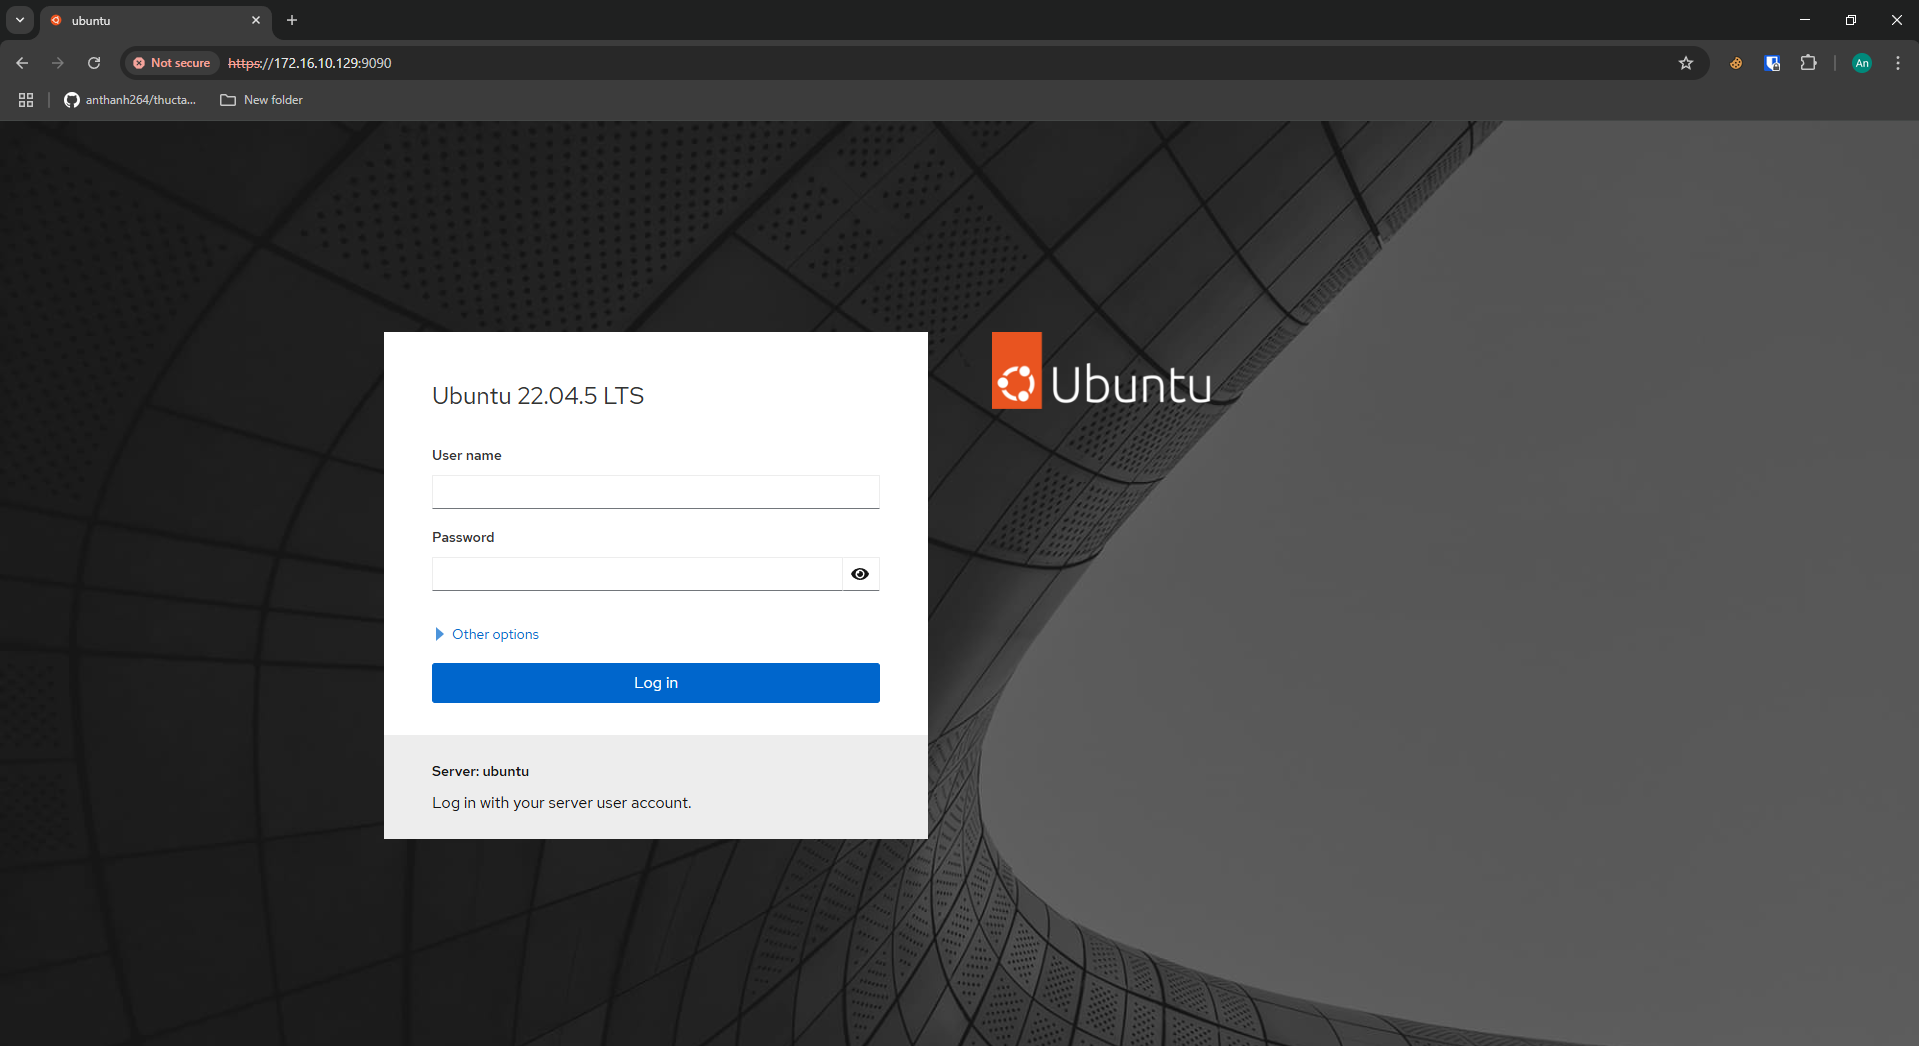 ubuntu
Not secure
https://172.16.10.129:9090
An
anthanh264/thucta...
New folder
Ubuntu 22.04.5 LTS
Ubuntu
User name
Password
Other options
Log in
Server: ubuntu
Log in with your server user account.